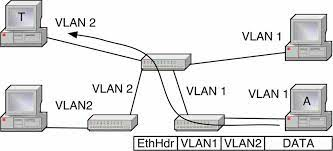 T
VLAN 2
VLAN 1
VLAN 2
VLAN 1
VLAN2
VLAN 1
A
EthHdr VLAN1 VLAN2 DATA